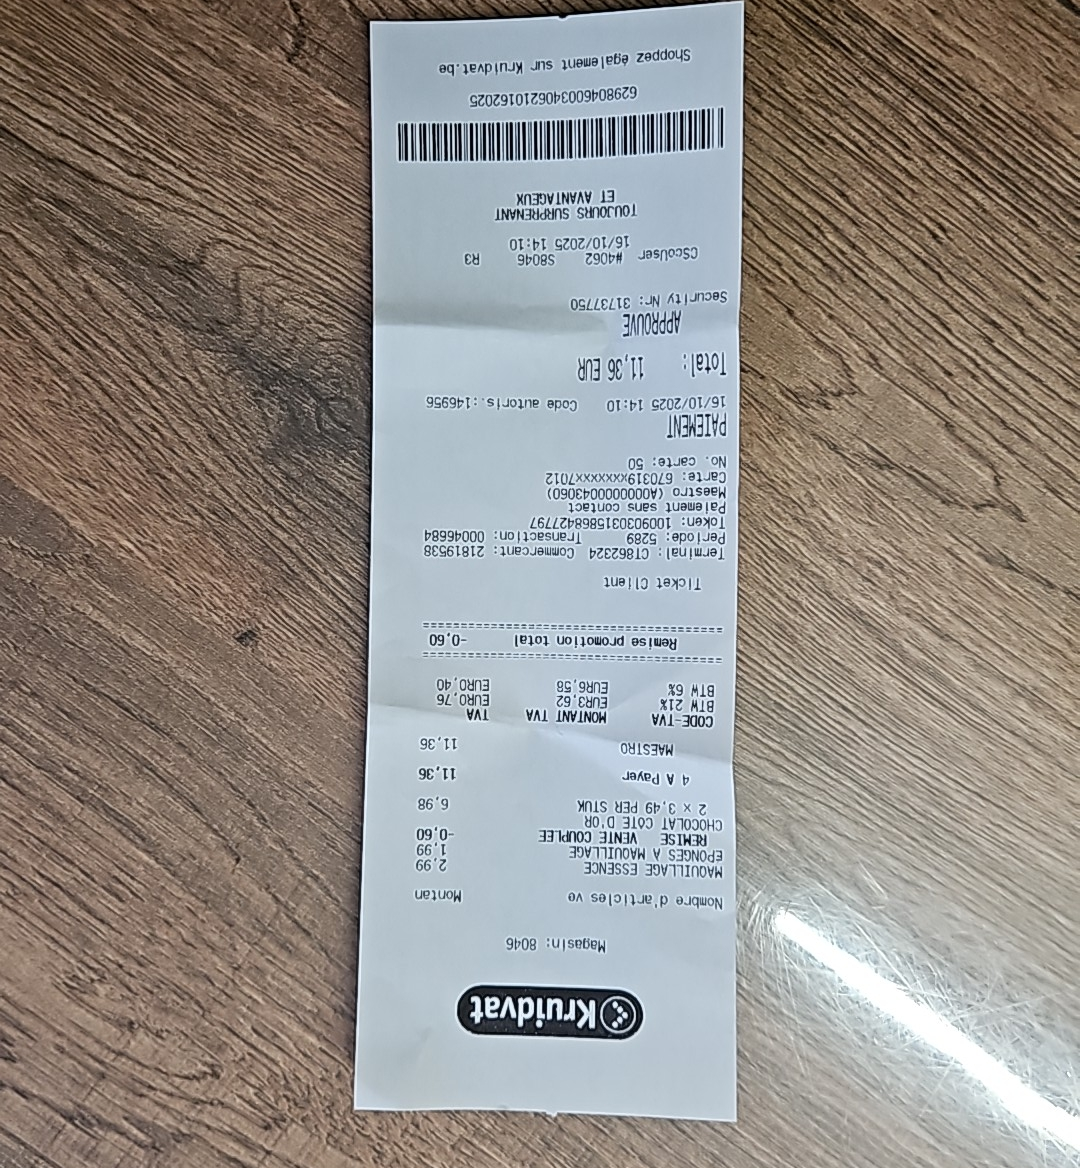 Kruidvat
Magasin: 8046
Nombre d'articles ve Montan
MAQUILLAGE ESSENCE 2,99
EPONGES A MAQUILLAGE 1,99
REMISE VENTE COUPLEE -0,60
CHOCOLAT COTE D'OR
2 x 3,49 PER STUK 6,98
4 A Payer 11,36
MAESTRO 11,36
CODE-TVA MONTANT TVA TVA
BTW 21% EUR3,62 EUR0,76
BTW 6% EUR6,58 EUR0,40
==================================
Remise promotion total -0,60
==================================
Ticket Client
Terminal: CT862324 Commercant: 21819538
Periode: 5289 Transaction: 00046684
Token: 1009030315868427797
Paiement sans contact
Maestro (A0000000043060)
Carte: 670319xxxxxxxxx7012
No. carte: 50
PAIEMENT
16/10/2025 14:10 Code autoris.:146956
Total: 11,36 EUR
APPROUVE
Security Nr: 31737750
CScoUser #4062 S8046 R3
16/10/2025 14:10
TOUJOURS SURPRENANT
ET AVANTAGEUX
6298046003406210162025
Shoppez également sur Kruidvat.be